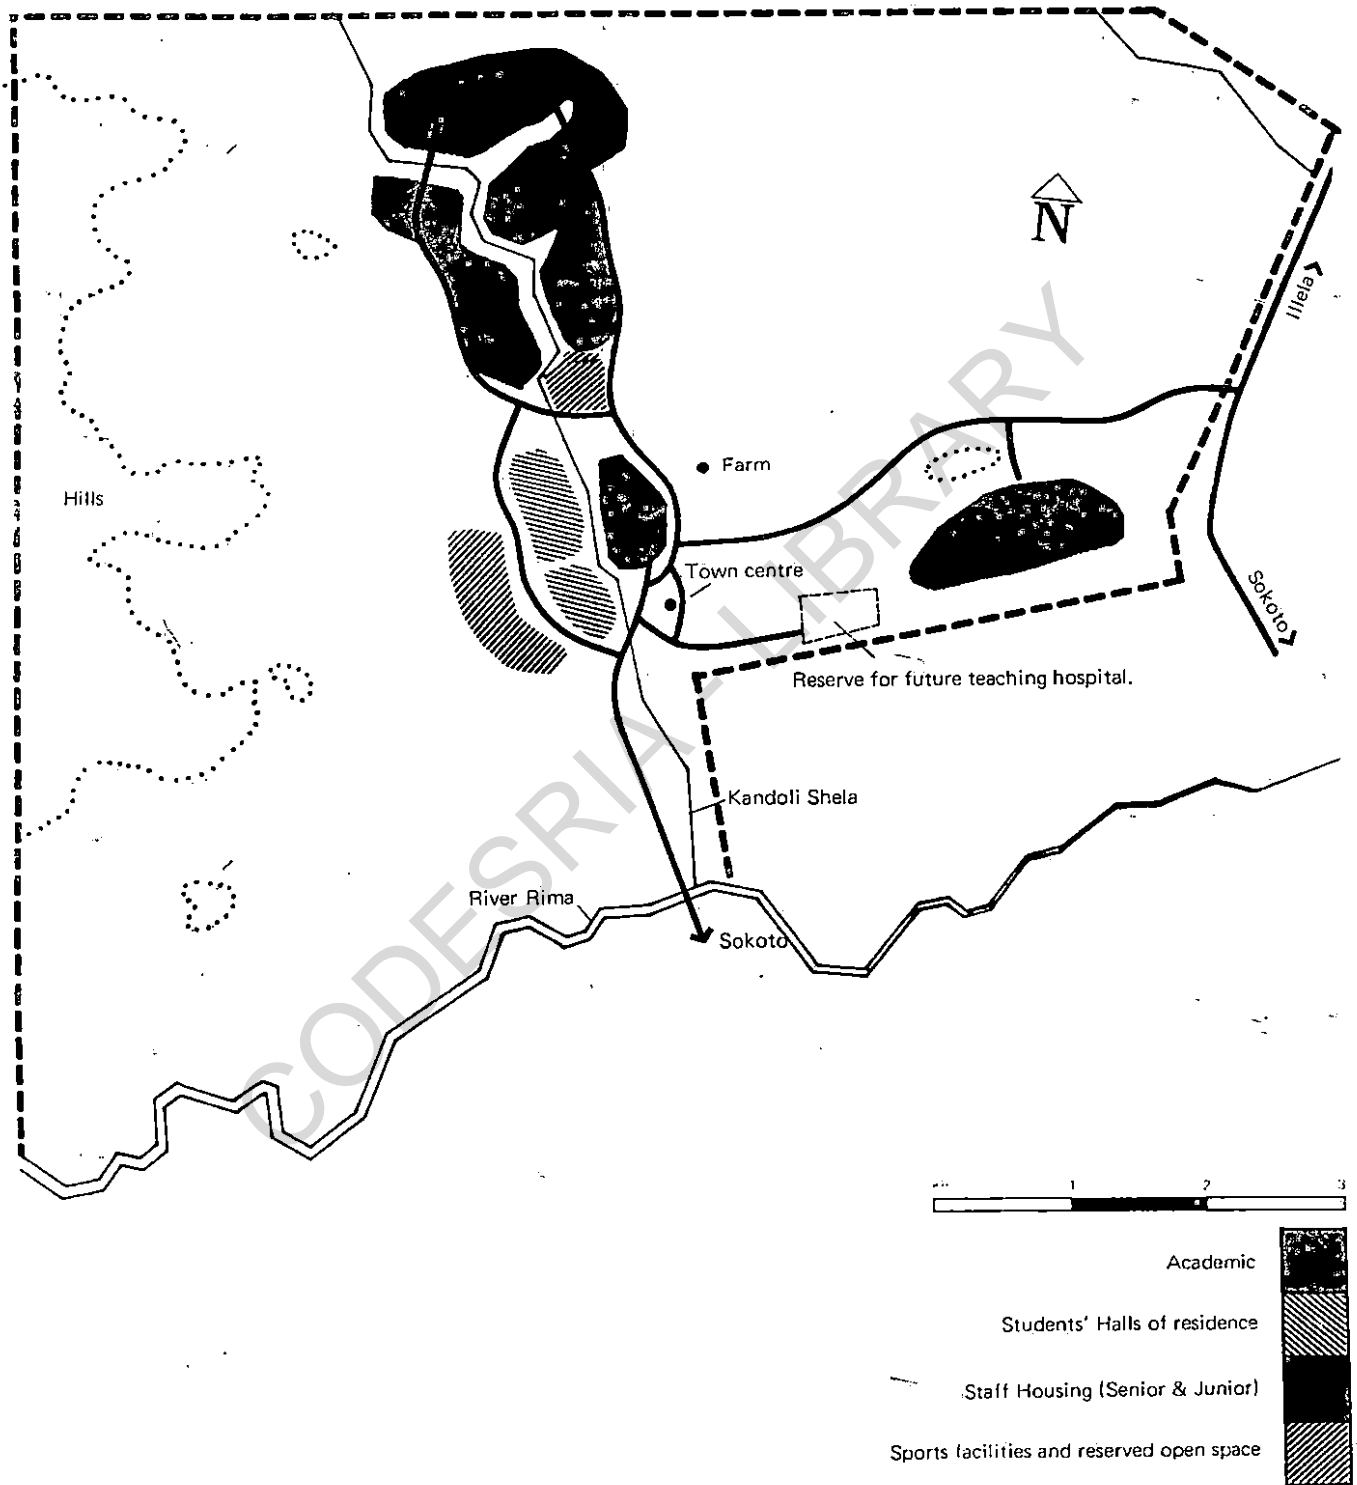 N
Illela
Farm
Hills
Town centre
Sokoto
Reserve for future teaching hospital.
Kandoli Shela
River Rima
Sokoto
CODESRIA - LIBRARY
1 2 3
Academic
Students' Halls of residence
Staff Housing (Senior & Junior)
Sports facilities and reserved open space